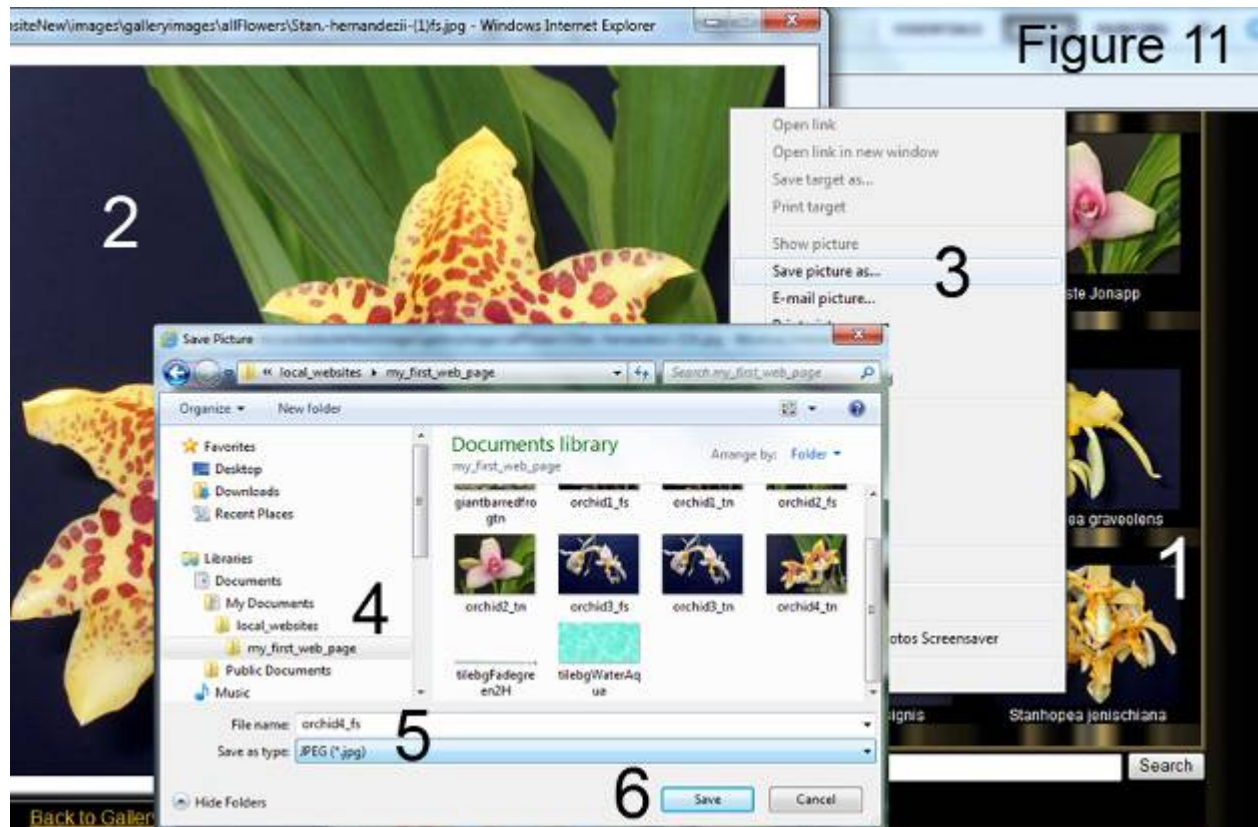 siteNew\images\galleryimages\allFlowers\Stan.-hernandezii-(1)fs.jpg - Windows Internet Explorer
Figure 11
2
Open link
Open link in new window
Save target as...
Print target
Show picture
Save picture as...
3
E-mail picture...
ste Jonapp
Save Picture
« local_websites ▸ my_first_web_page
Search my_first_web_page
Organize
New folder
Favorites
Desktop
Downloads
Recent Places
Libraries
Documents
My Documents
4
local_websites
my_first_web_page
Public Documents
Music
Documents library
my_first_web_page
Arrange by: Folder
giantbarredfro
gtn
orchid1_fs
orchid1_tn
orchid2_fs
orchid2_tn
orchid3_fs
orchid3_tn
orchid4_tn
tilebgFadegre
en2H
tilebgWaterAq
ua
ea graveolens
1
otos Screensaver
ignis
Stanhopea jenischiana
File name: orchid4_fs
5
Save as type: JPEG (*.jpg)
Search
Hide Folders
6
Save
Cancel
Back to Galler